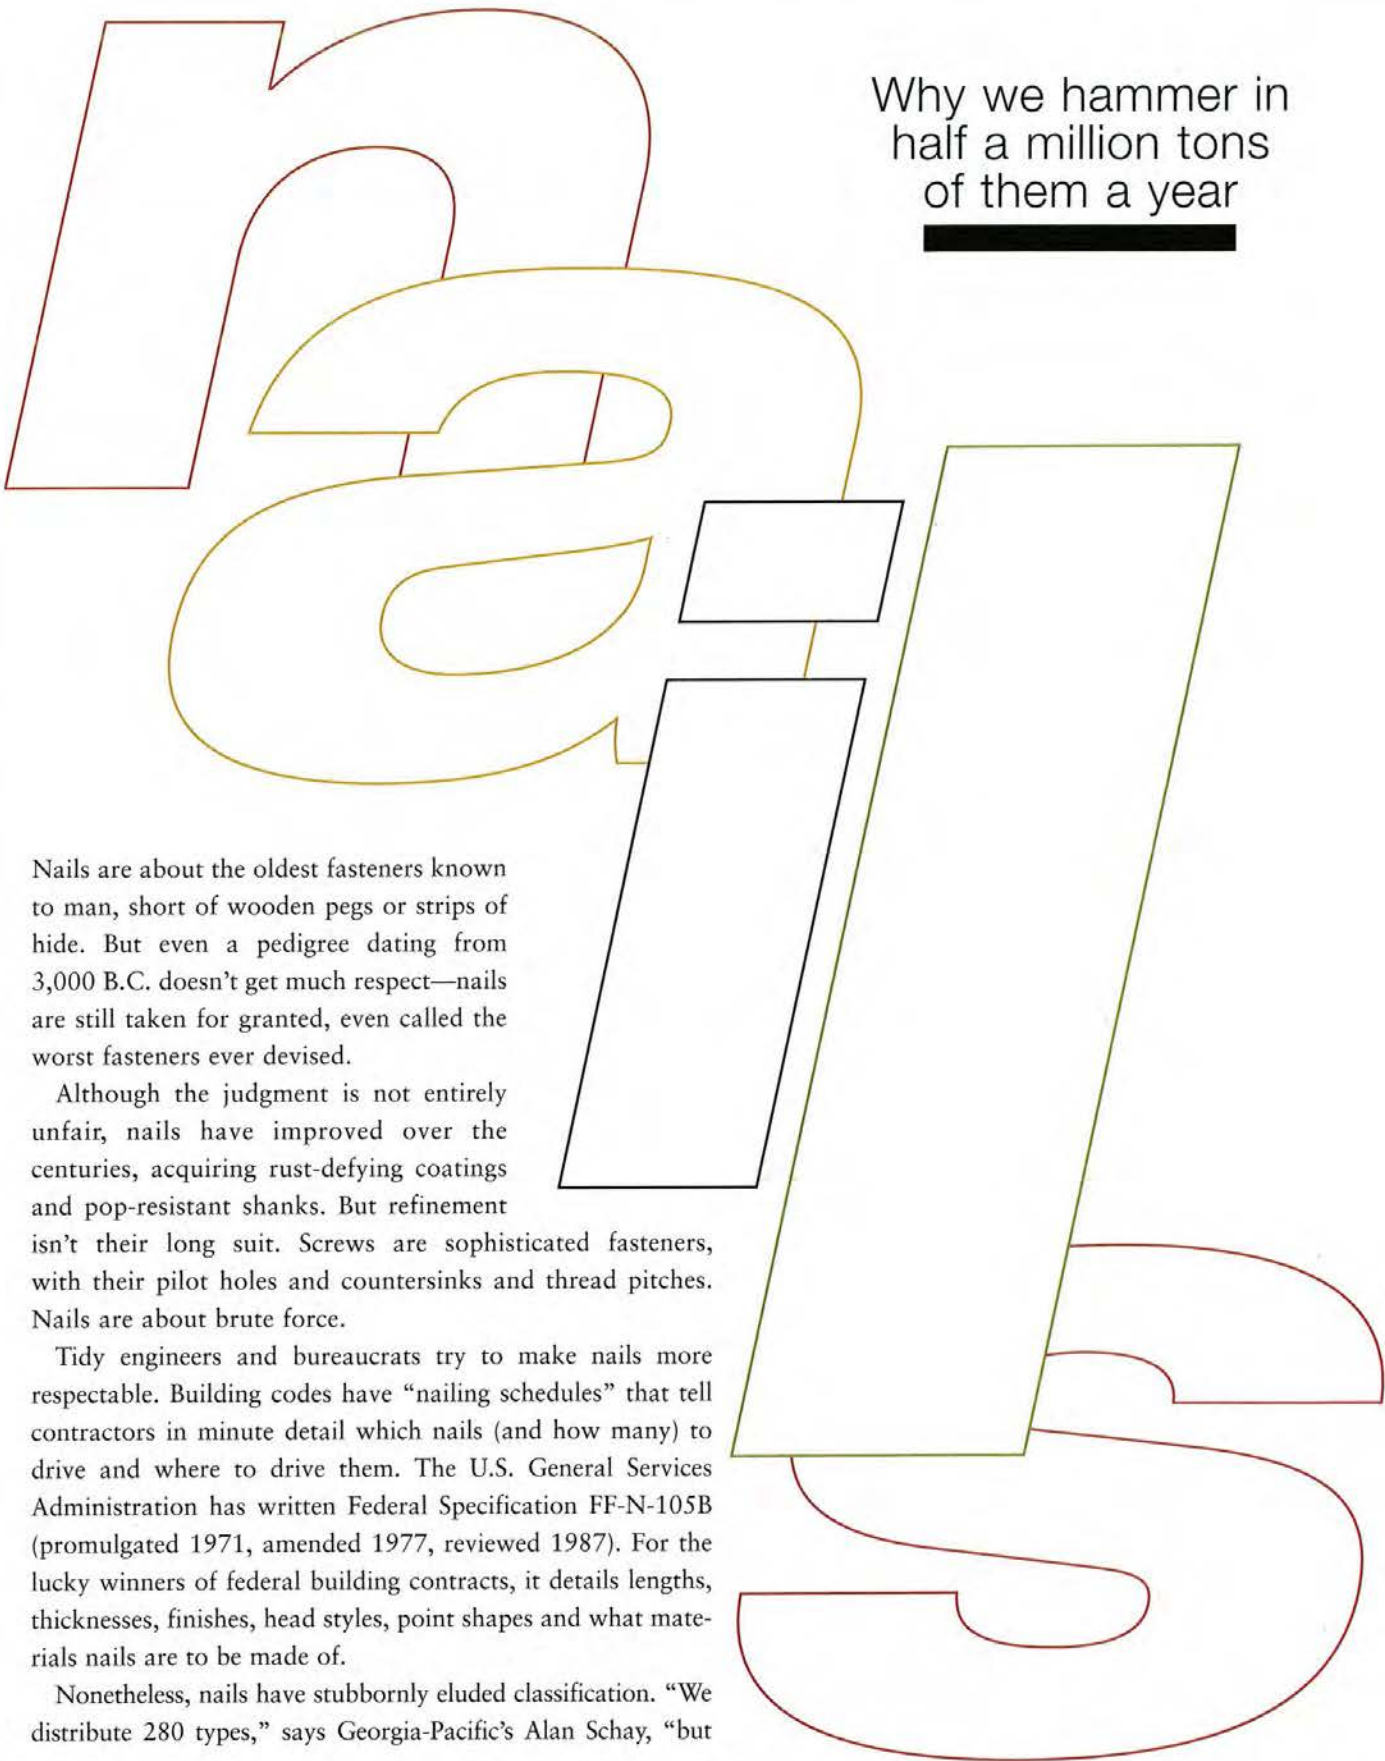 nails
Why we hammer in
half a million tons
of them a year
Nails are about the oldest fasteners known
to man, short of wooden pegs or strips of
hide. But even a pedigree dating from
3,000 B.C. doesn't get much respect—nails
are still taken for granted, even called the
worst fasteners ever devised.
Although the judgment is not entirely
unfair, nails have improved over the
centuries, acquiring rust-defying coatings
and pop-resistant shanks. But refinement
isn't their long suit. Screws are sophisticated fasteners,
with their pilot holes and countersinks and thread pitches.
Nails are about brute force.
Tidy engineers and bureaucrats try to make nails more
respectable. Building codes have “nailing schedules” that tell
contractors in minute detail which nails (and how many) to
drive and where to drive them. The U.S. General Services
Administration has written Federal Specification FF-N-105B
(promulgated 1971, amended 1977, reviewed 1987). For the
lucky winners of federal building contracts, it details lengths,
thicknesses, finishes, head styles, point shapes and what mate-
rials nails are to be made of.
Nonetheless, nails have stubbornly eluded classification. “We
distribute 280 types,” says Georgia-Pacific's Alan Schay, “but